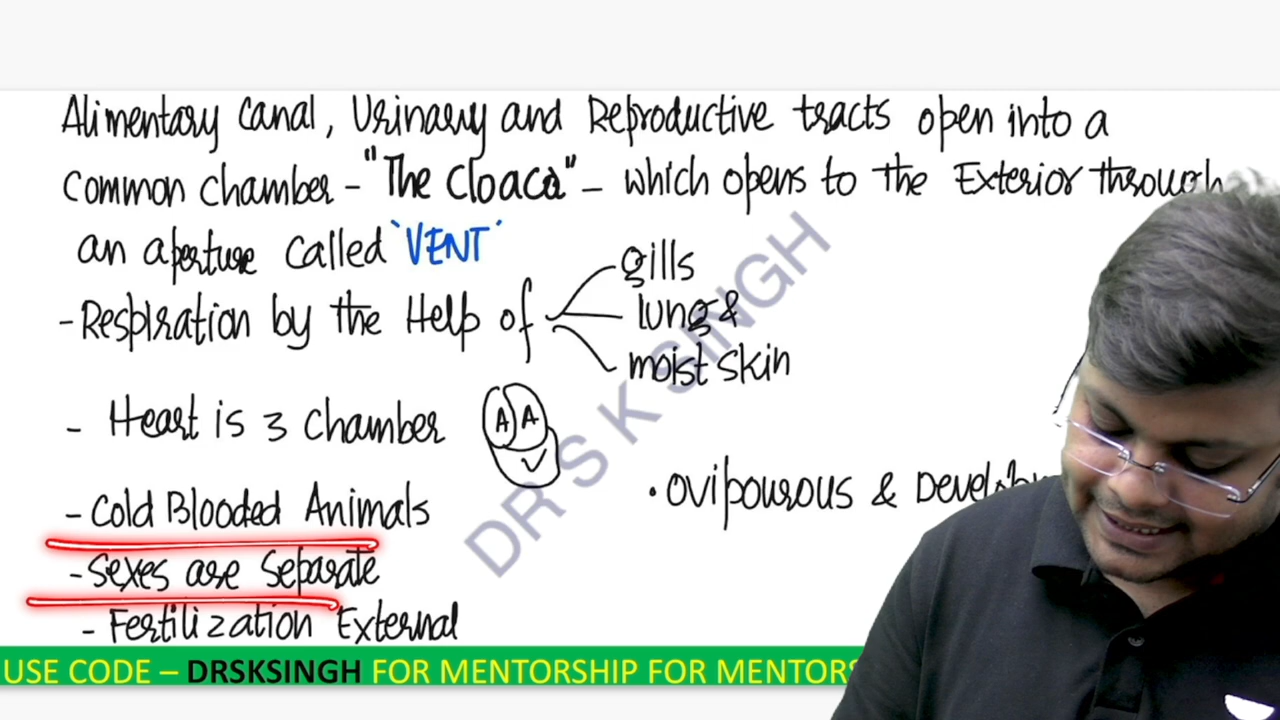 Alimentary Canal, Urinary and Reproductive tracts open into a
Common Chamber - "The Cloaca" - which opens to the Exterior through
an aperture called 'VENT'
- Respiration by the Help of
gills
lung &
moist skin
- Heart is 3 Chamber
A A
V
- Cold Blooded Animals
• Ovipourous &
- Sexes are Separate
- Fertilization External
DR S K SINGH
USE CODE – DRSKSINGH FOR MENTORSHIP FOR